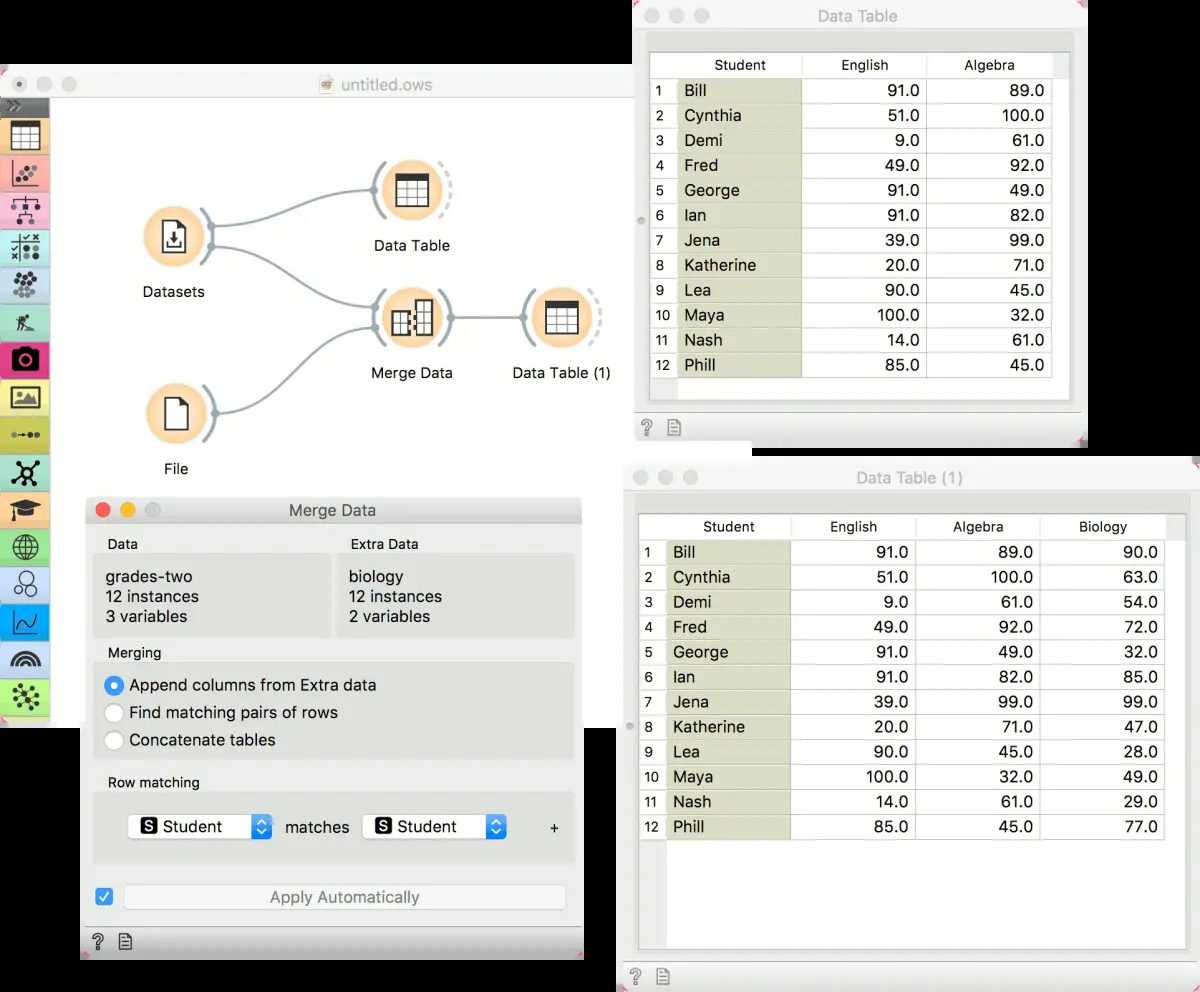 untitled.ows
Datasets
Data Table
Merge Data
Data Table (1)
File
Data Table
Student English Algebra
1 Bill 91.0 89.0
2 Cynthia 51.0 100.0
3 Demi 9.0 61.0
4 Fred 49.0 92.0
5 George 91.0 49.0
6 Ian 91.0 82.0
7 Jena 39.0 99.0
8 Katherine 20.0 71.0
9 Lea 90.0 45.0
10 Maya 100.0 32.0
11 Nash 14.0 61.0
12 Phill 85.0 45.0
?
Merge Data
Data Extra Data
grades-two biology
12 instances 12 instances
3 variables 2 variables
Merging
Append columns from Extra data
Find matching pairs of rows
Concatenate tables
Row matching
S Student matches S Student +
Apply Automatically
?
Data Table (1)
Student English Algebra Biology
1 Bill 91.0 89.0 90.0
2 Cynthia 51.0 100.0 63.0
3 Demi 9.0 61.0 54.0
4 Fred 49.0 92.0 72.0
5 George 91.0 49.0 32.0
6 Ian 91.0 82.0 85.0
7 Jena 39.0 99.0 99.0
8 Katherine 20.0 71.0 47.0
9 Lea 90.0 45.0 28.0
10 Maya 100.0 32.0 49.0
11 Nash 14.0 61.0 29.0
12 Phill 85.0 45.0 77.0
?